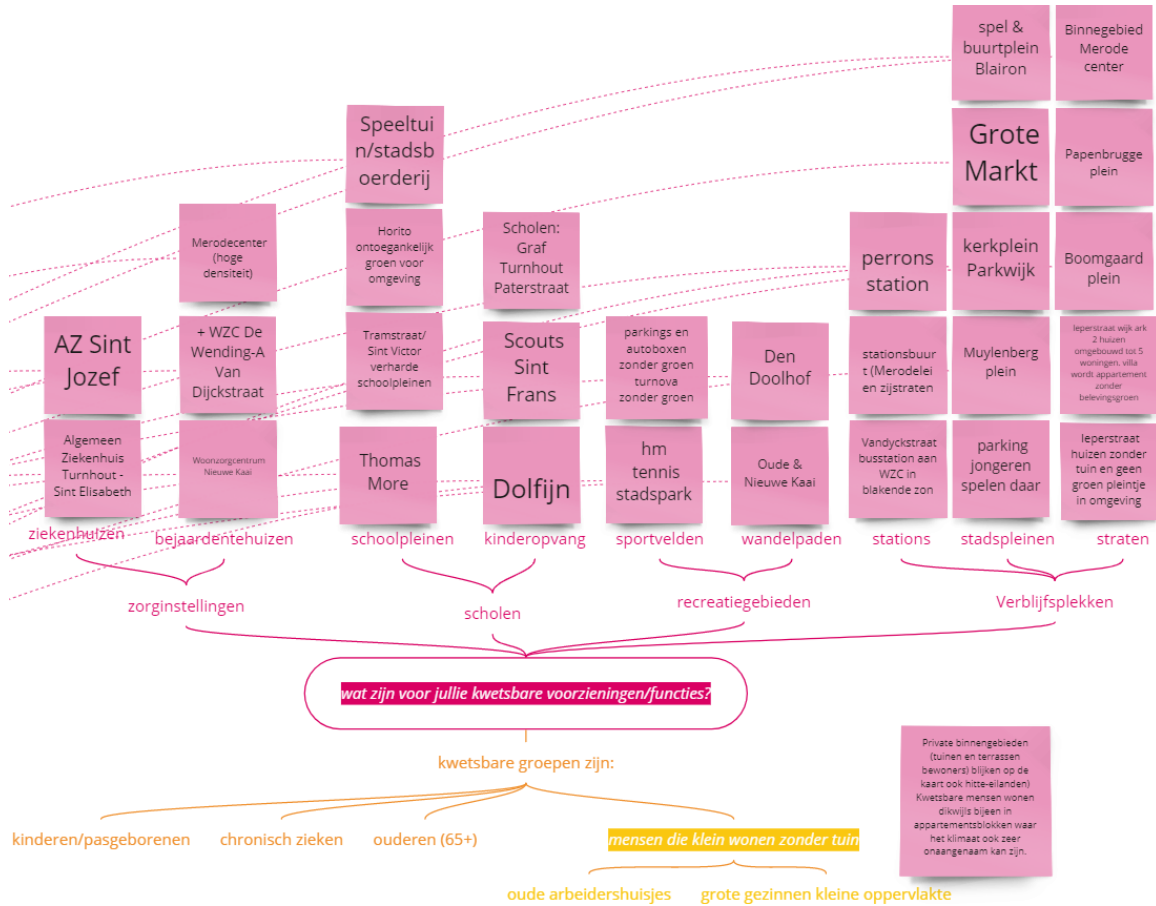 spel &
buurtplein
Blairon
Binnegebied
Merode
center
Speeltui
n/stadsb
oerderij
Grote
Markt
Papenbrugge
plein
Merodecenter
(hoge
densiteit)
Horito
ontoegankelijk
groen voor
omgeving
Scholen:
Graf
Turnhout
Paterstraat
perrons
station
kerkplein
Parkwijk
Boomgaard
plein
AZ Sint
Jozef
+ WZC De
Wending-A
Van
Dijckstraat
Tramstraat/
Sint Victor
verharde
schoolpleinen
Scouts
Sint
Frans
parkings en
autoboxen
zonder groen
turnova
zonder groen
Den
Doolhof
stationsbuur
t (Merodelei
en zijstraten)
Muylenberg
plein
Ieperstraat wijk ark
2 huizen
omgebouwd tot 5
woningen, villa
wordt appartement
zonder
belevingsgroen
Algemeen
Ziekenhuis
Turnhout -
Sint Elisabeth
Woonzorgcentrum
Nieuwe Kaai
Thomas
More
Dolfijn
hm
tennis
stadspark
Oude &
Nieuwe Kaai
Vandyckstraat
busstation aan
WZC in
blakende zon
parking
jongeren
spelen daar
Ieperstraat
huizen zonder
tuin en geen
groen pleintje
in omgeving
ziekenhuizen
bejaardentehuizen
schoolpleinen
kinderopvang
sportvelden
wandelpaden
stations
stadspleinen
straten
zorginstellingen
scholen
recreatiegebieden
Verblijfsplekken
wat zijn voor jullie kwetsbare voorzieningen/functies?
kwetsbare groepen zijn:
kinderen/pasgeborenen
chronisch zieken
ouderen (65+)
mensen die klein wonen zonder tuin
oude arbeidershuisjes
grote gezinnen kleine oppervlakte
Private binnengebieden
(tuinen en terrassen
bewoners) blijken op de
kaart ook hitte-eilanden)
Kwetsbare mensen wonen
dikwijls bijeen in
appartementsblokken waar
het klimaat ook zeer
onaangenaam kan zijn.